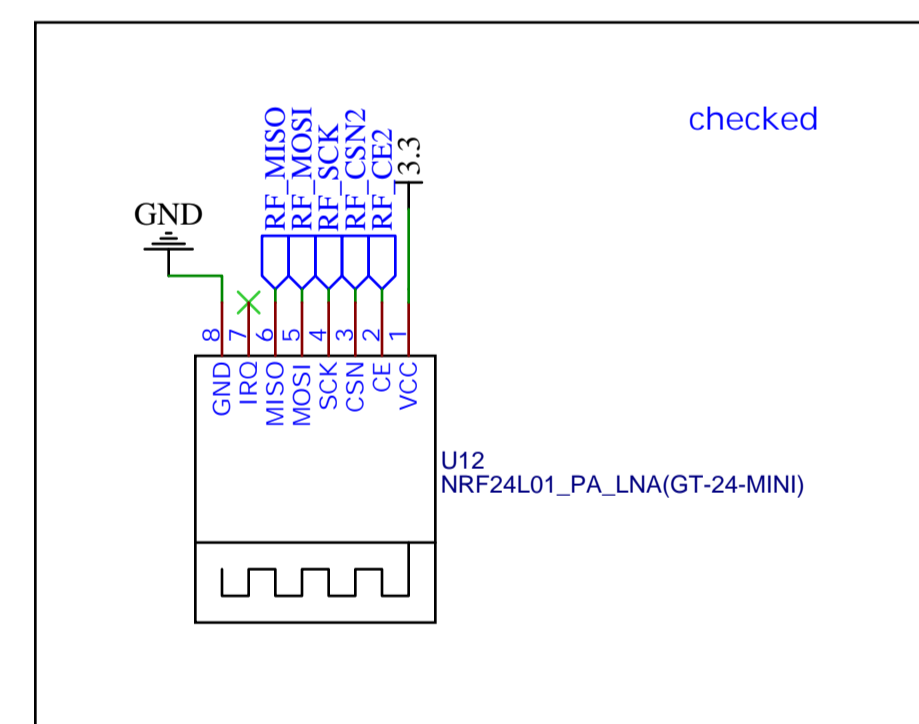 checked
RF_MISO
RF_MOSI
RF_SCK
RF_CSN2
RF_CE2
3.3
GND
8
7
6
5
4
3
2
1
GND
IRQ
MISO
MOSI
SCK
CSN
CE
VCC
U12
NRF24L01_PA_LNA(GT-24-MINI)